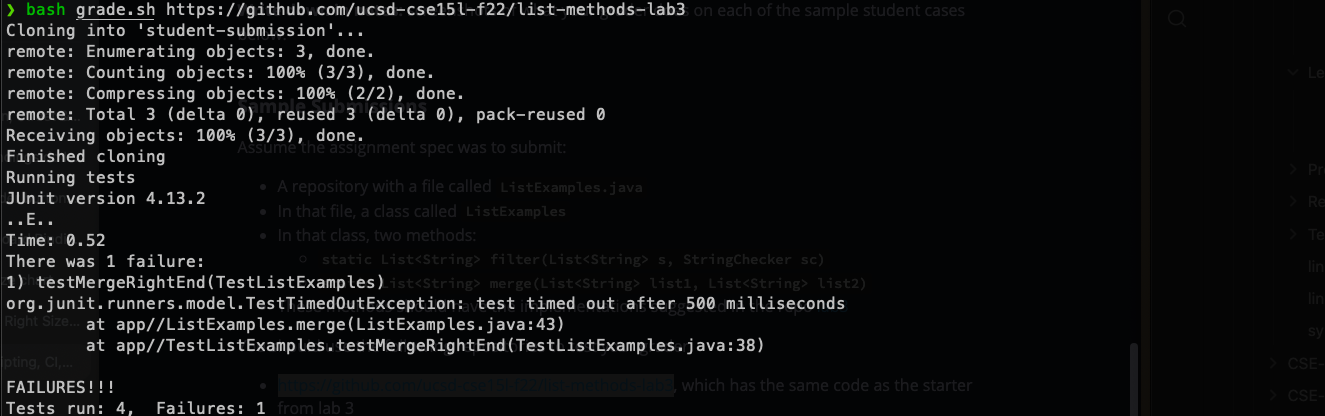 ❯ bash grade.sh https://github.com/ucsd-cse15l-f22/list-methods-lab3
on each of the sample student cases
Cloning into 'student-submission'...
remote: Enumerating objects: 3, done.
remote: Counting objects: 100% (3/3), done.
remote: Compressing objects: 100% (2/2), done.
Sample Submissions
remote: Total 3 (delta 0), reused 3 (delta 0), pack-reused 0
Receiving objects: 100% (3/3), done.
Finished cloning
Assume the assignment spec was to submit:
Running tests
JUnit version 4.13.2
A repository with a file called ListExamples.java
..E..
In that file, a class called ListExamples
Time: 0.52
In that class, two methods:
There was 1 failure:
static List<String> filter(List<String> s, StringChecker sc)
1) testMergeRightEnd(TestListExamples)
List<String> merge(List<String> list1, List<String> list2)
org.junit.runners.model.TestTimedOutException: test timed out after 500 milliseconds
Right Size...
at app//ListExamples.merge(ListExamples.java:43)
at app//TestListExamples.testMergeRightEnd(TestListExamples.java:38)
ipting, CI,...
FAILURES!!!
, which has the same code as the starter
Tests run: 4,  Failures: 1
from lab 3
Le
Pr
Re
Te
lin
lin
sy
CSE-
CSE-